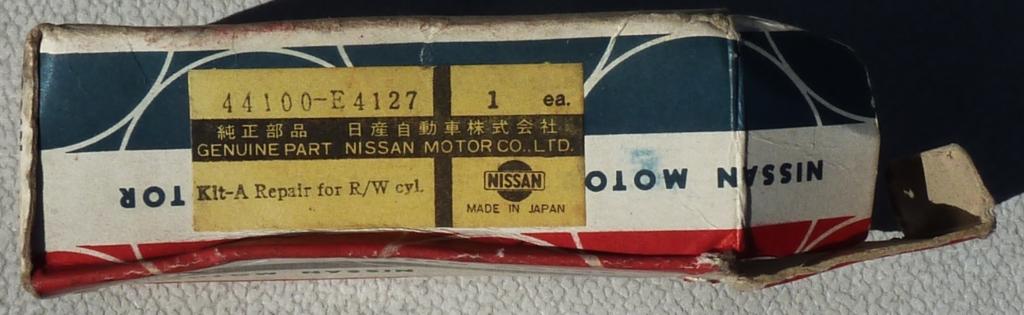 44100-E4127 1 ea.
純正部品 日産自動車株式会社
GENUINE PART NISSAN MOTOR CO.,LTD.
Kit-A Repair for R/W cyl.
NISSAN
MADE IN JAPAN
NISSAN MOTO
R
TOR
NISSAN M